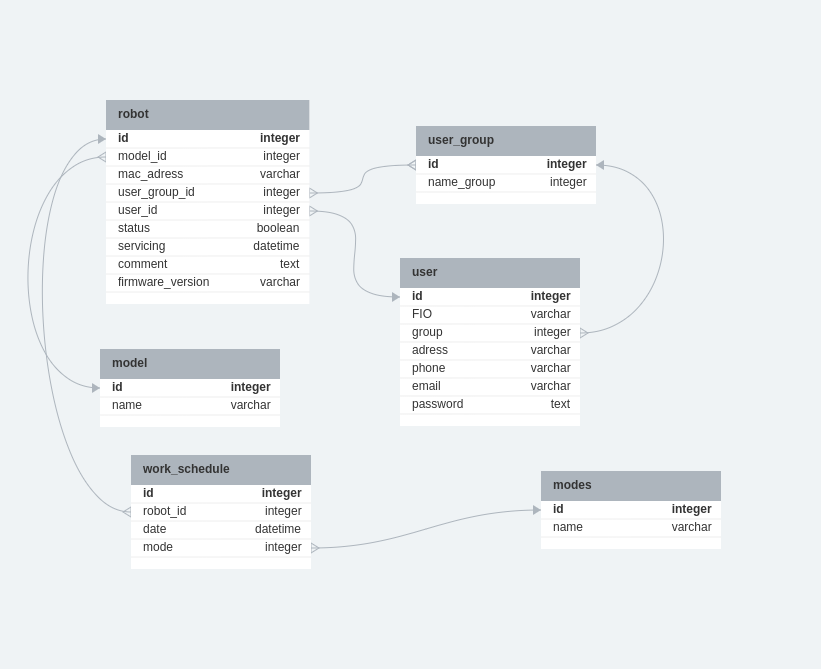 robot
id integer
model_id integer
mac_adress varchar
user_group_id integer
user_id integer
status boolean
servicing datetime
comment text
firmware_version varchar
user_group
id integer
name_group integer
user
id integer
FIO varchar
group integer
adress varchar
phone varchar
email varchar
password text
model
id integer
name varchar
work_schedule
id integer
robot_id integer
date datetime
mode integer
modes
id integer
name varchar